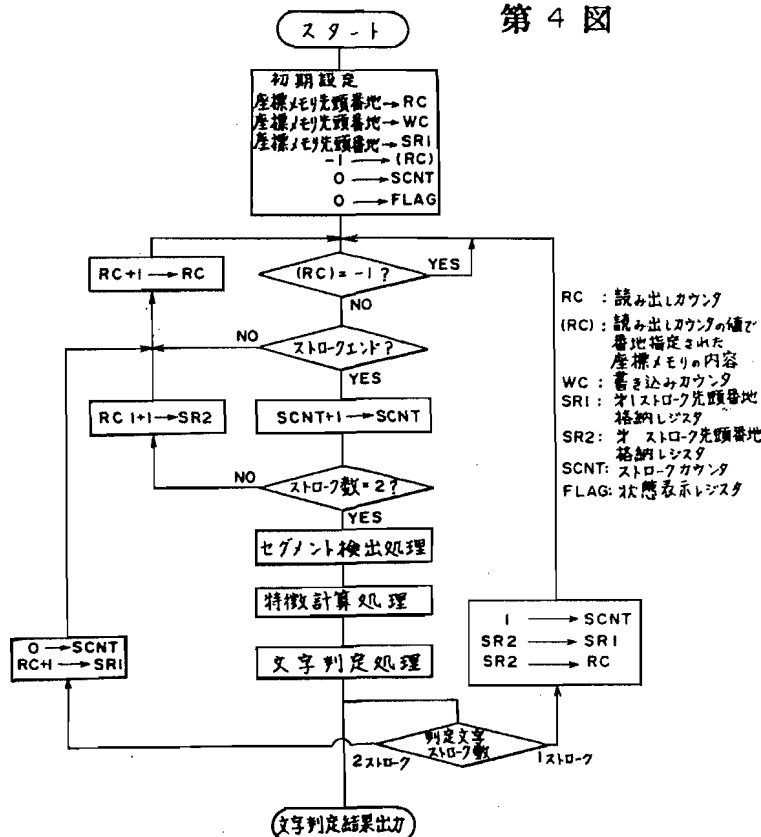 第4図
スタート
初期設定
座標メモリ先頭番地→RC
座標メモリ先頭番地→WC
座標メモリ先頭番地→SR1
-1→(RC)
0→SCNT
0→FLAG
RC+1→RC
(RC)=-1?
YES
NO
ストロークエンド?
NO
YES
RC 1+1→SR2
SCNT+1→SCNT
ストローク数=2?
NO
YES
セグメント検出処理
特徴計算処理
文字判定処理
0→SCNT
RC+1→SR1
1→SCNT
SR2→SR1
SR2→RC
判定文字
ストローク数
2ストローク
1ストローク
文字判定結果出力
RC:読み出しカウンタ
(RC):読み出しカウンタの値で
番地指定された
座標メモリの内容
WC:書き込みカウンタ
SR1:オ1ストローク先頭番地
格納レジスタ
SR2:オ ストローク先頭番地
格納レジスタ
SCNT:ストロークカウンタ
FLAG:状態表示レジスタ